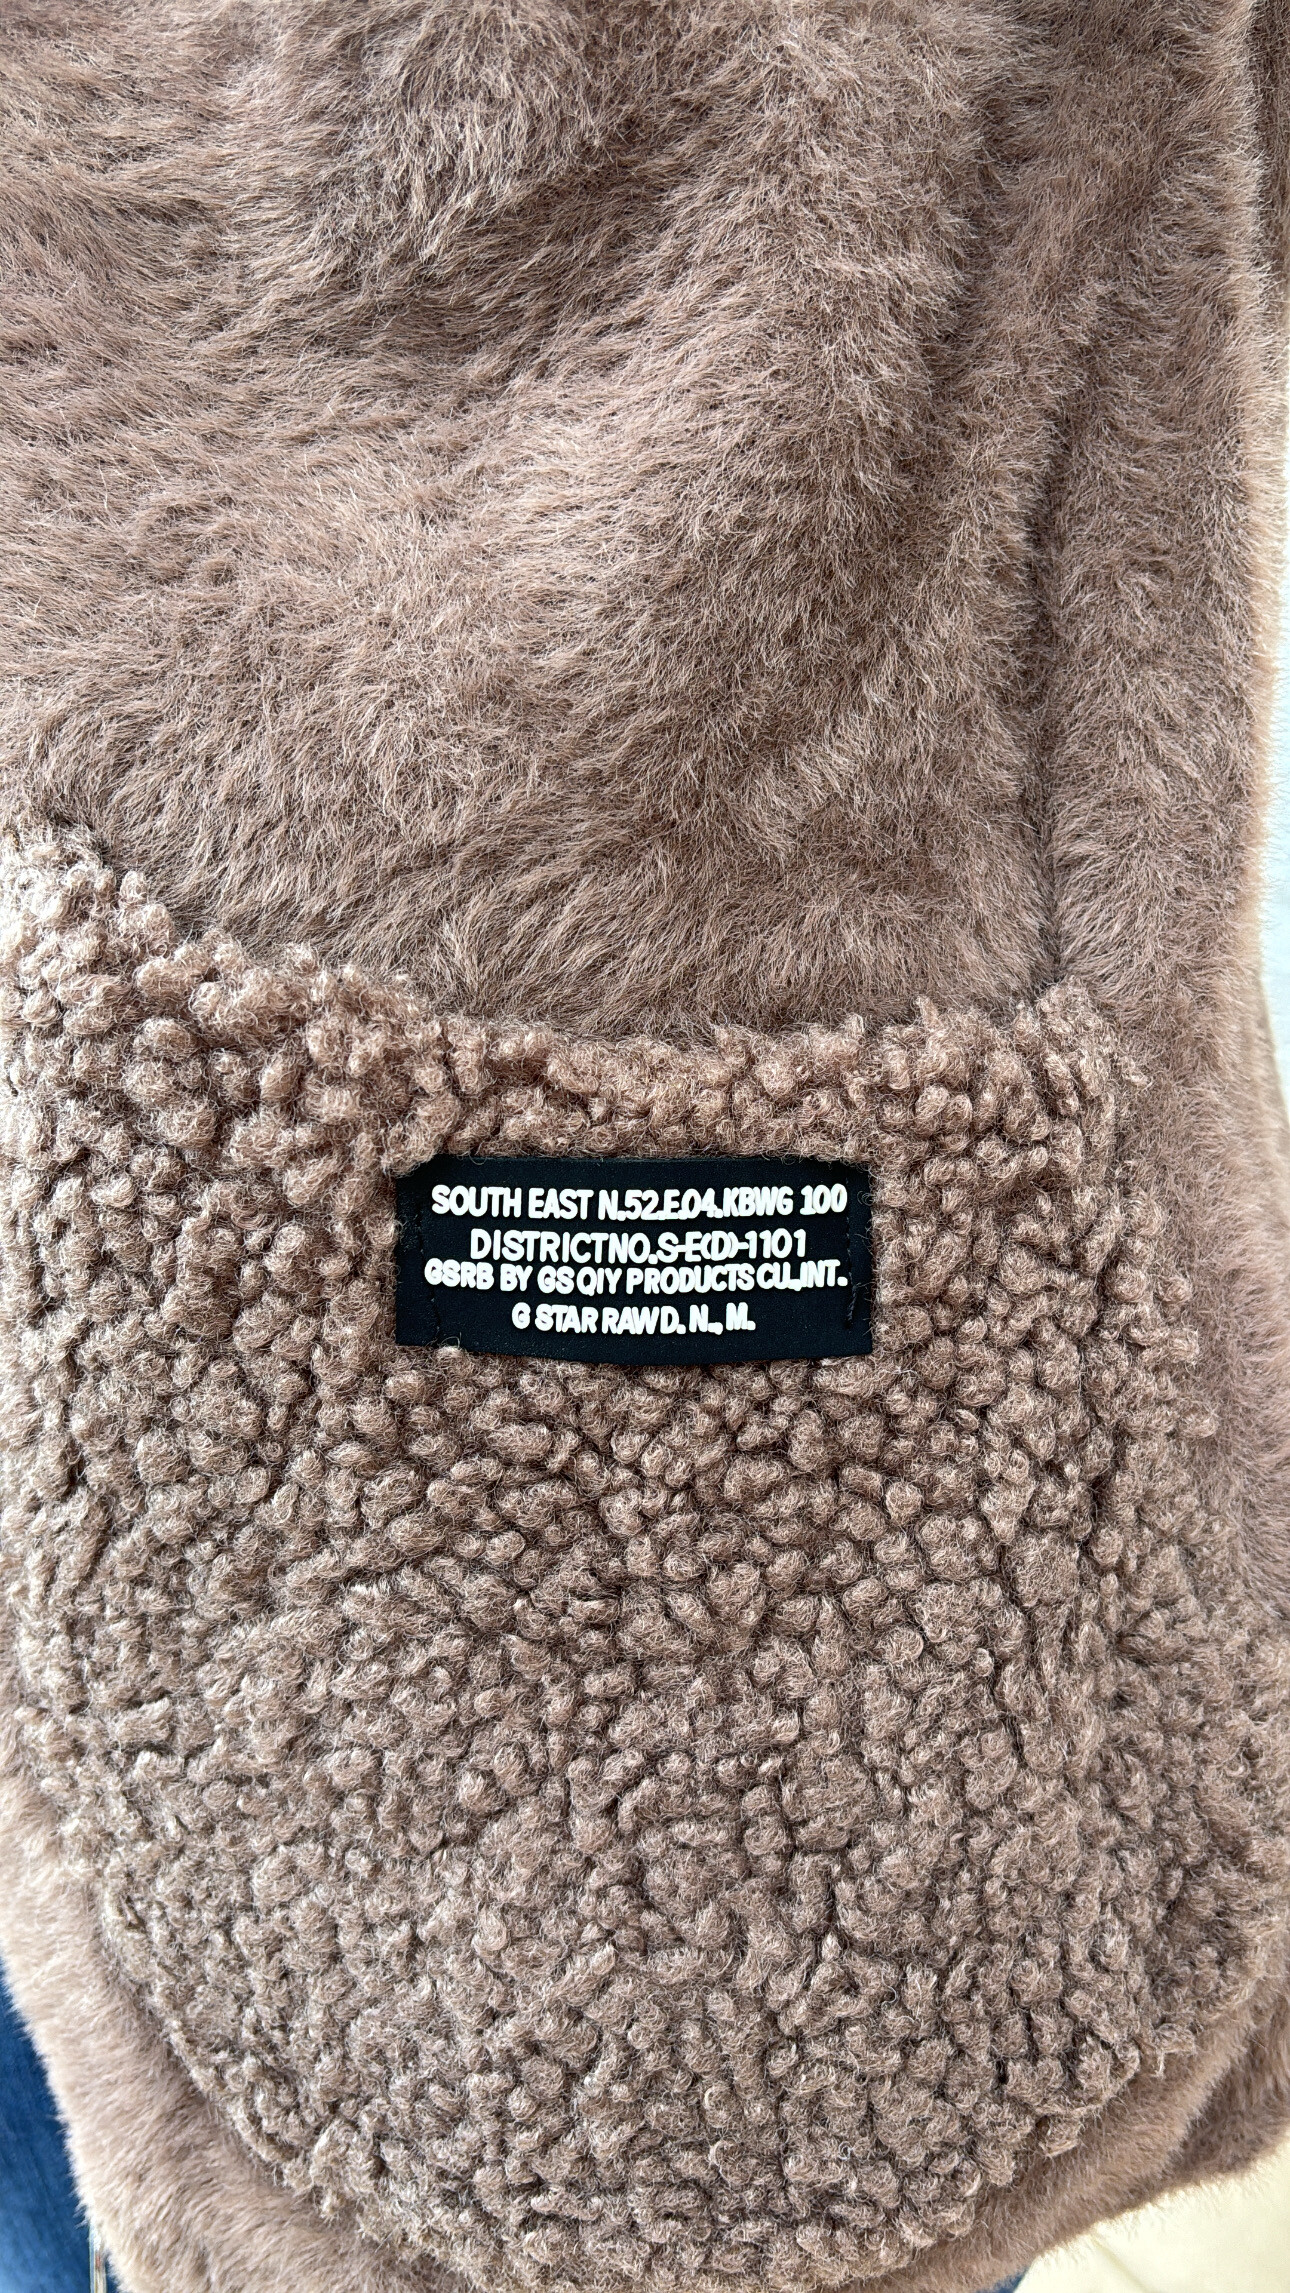 SOUTH EAST N.52.E.04.KBWG 100
DISTRICTNO.S-E(D)-1101
GSRB BY GS QIY PRODUCTS CU.,INT.
G STAR RAW D. N.., M.